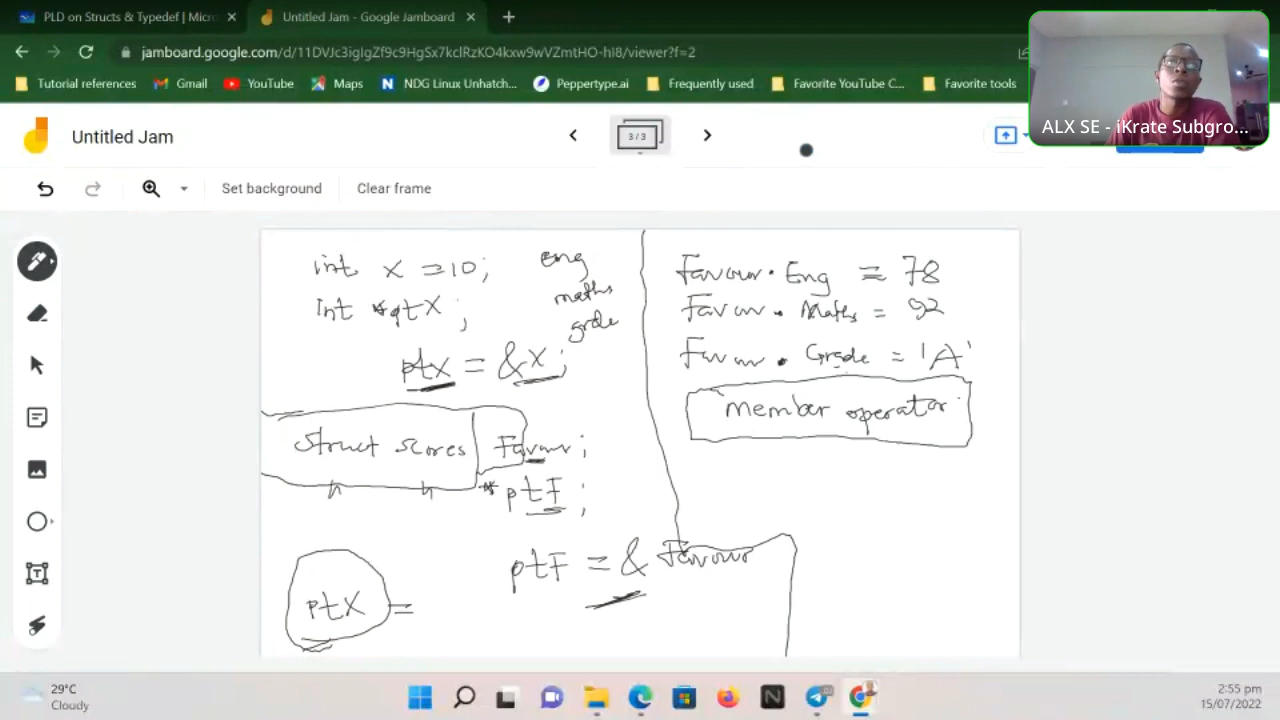 PLD on Structs & Typedef | Micro
Untitled Jam - Google Jamboard
jamboard.google.com/d/11DVJc3igIgZf9c9HgSx7kclRzKO4kxw9wVZmtHO-hI8/viewer?f=2
Tutorial references
Gmail
YouTube
Maps
NDG Linux Unhatch...
Peppertype.ai
Frequently used
Favorite YouTube C...
Favorite tools
ALX SE - iKrate Subgro...
Untitled Jam
3 / 3
Set background
Clear frame
int x = 10;
int *ptX;
ptX = &X;
eng
maths
grde
struct scores Favour;
*ptF;
ptF = & Favour
ptX =
Favour. Eng = 78
Favour. Maths = 92
Favour. Grade = 'A'
member operator
29°C
Cloudy
2:55 pm
15/07/2022